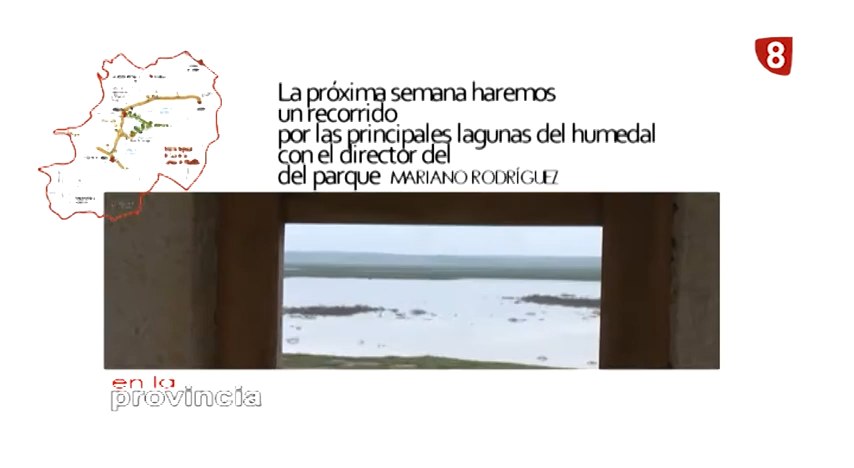 8
La próxima semana haremos
un recorrido
por las principales lagunas del humedal
con el director del
del parque MARIANO RODRÍGUEZ
en la
provincia